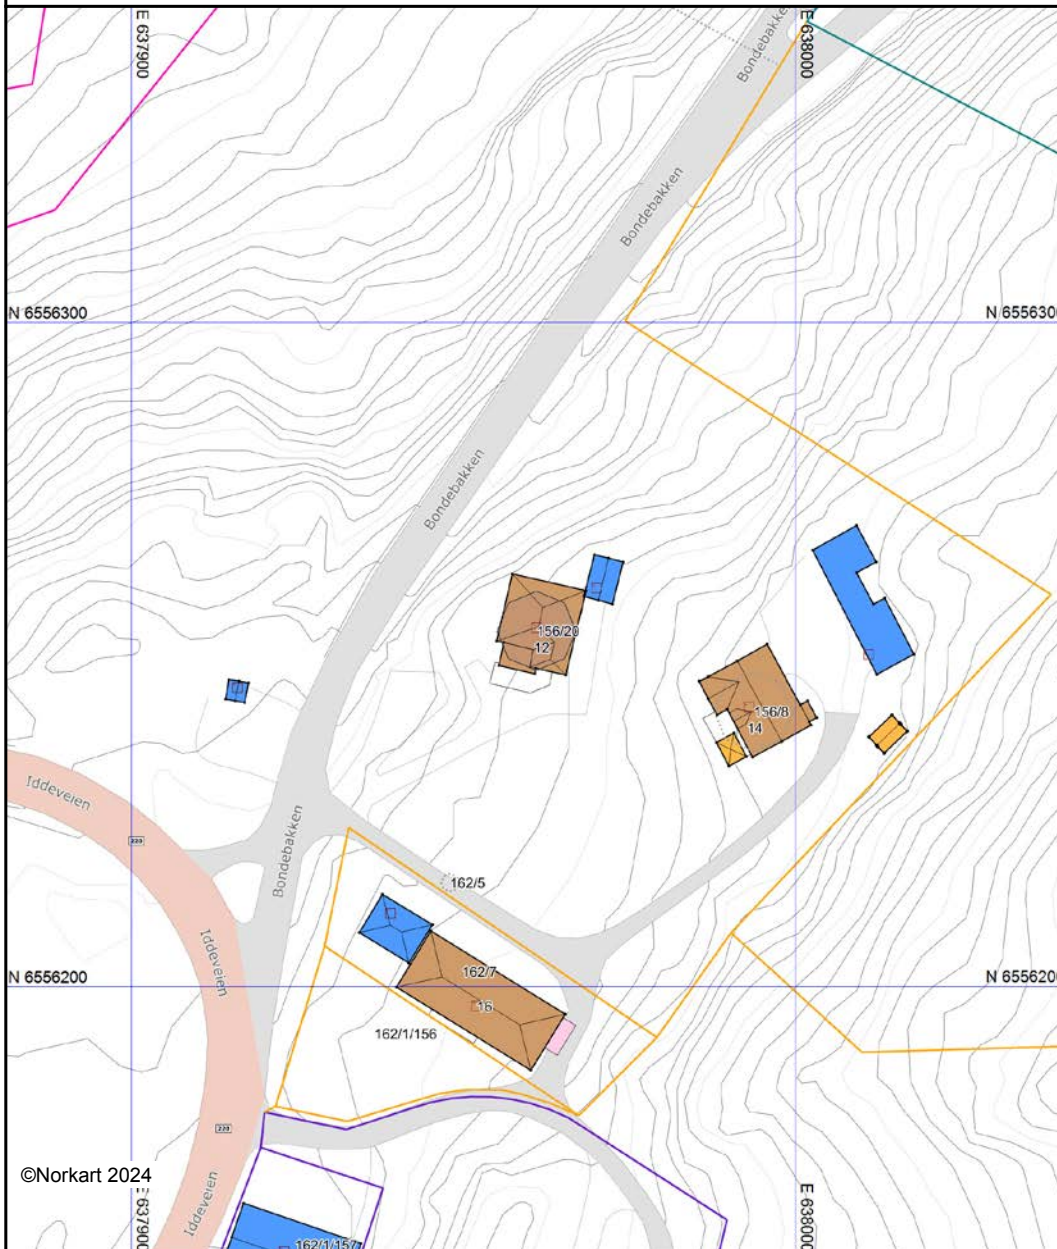 E 637900
E 638000
Bondebakken
Bondebakken
Bondebakken
N 6556300
N 6556300
Bondebakken
156/20
12
156/8
14
Iddeveien
220
Bondebakken
162/5
Iddeveien
162/7
N 6556200
N 6556200
16
162/1/156
220
©Norkart 2024
Iddeveien
E 637900
E 638000
162/1/157